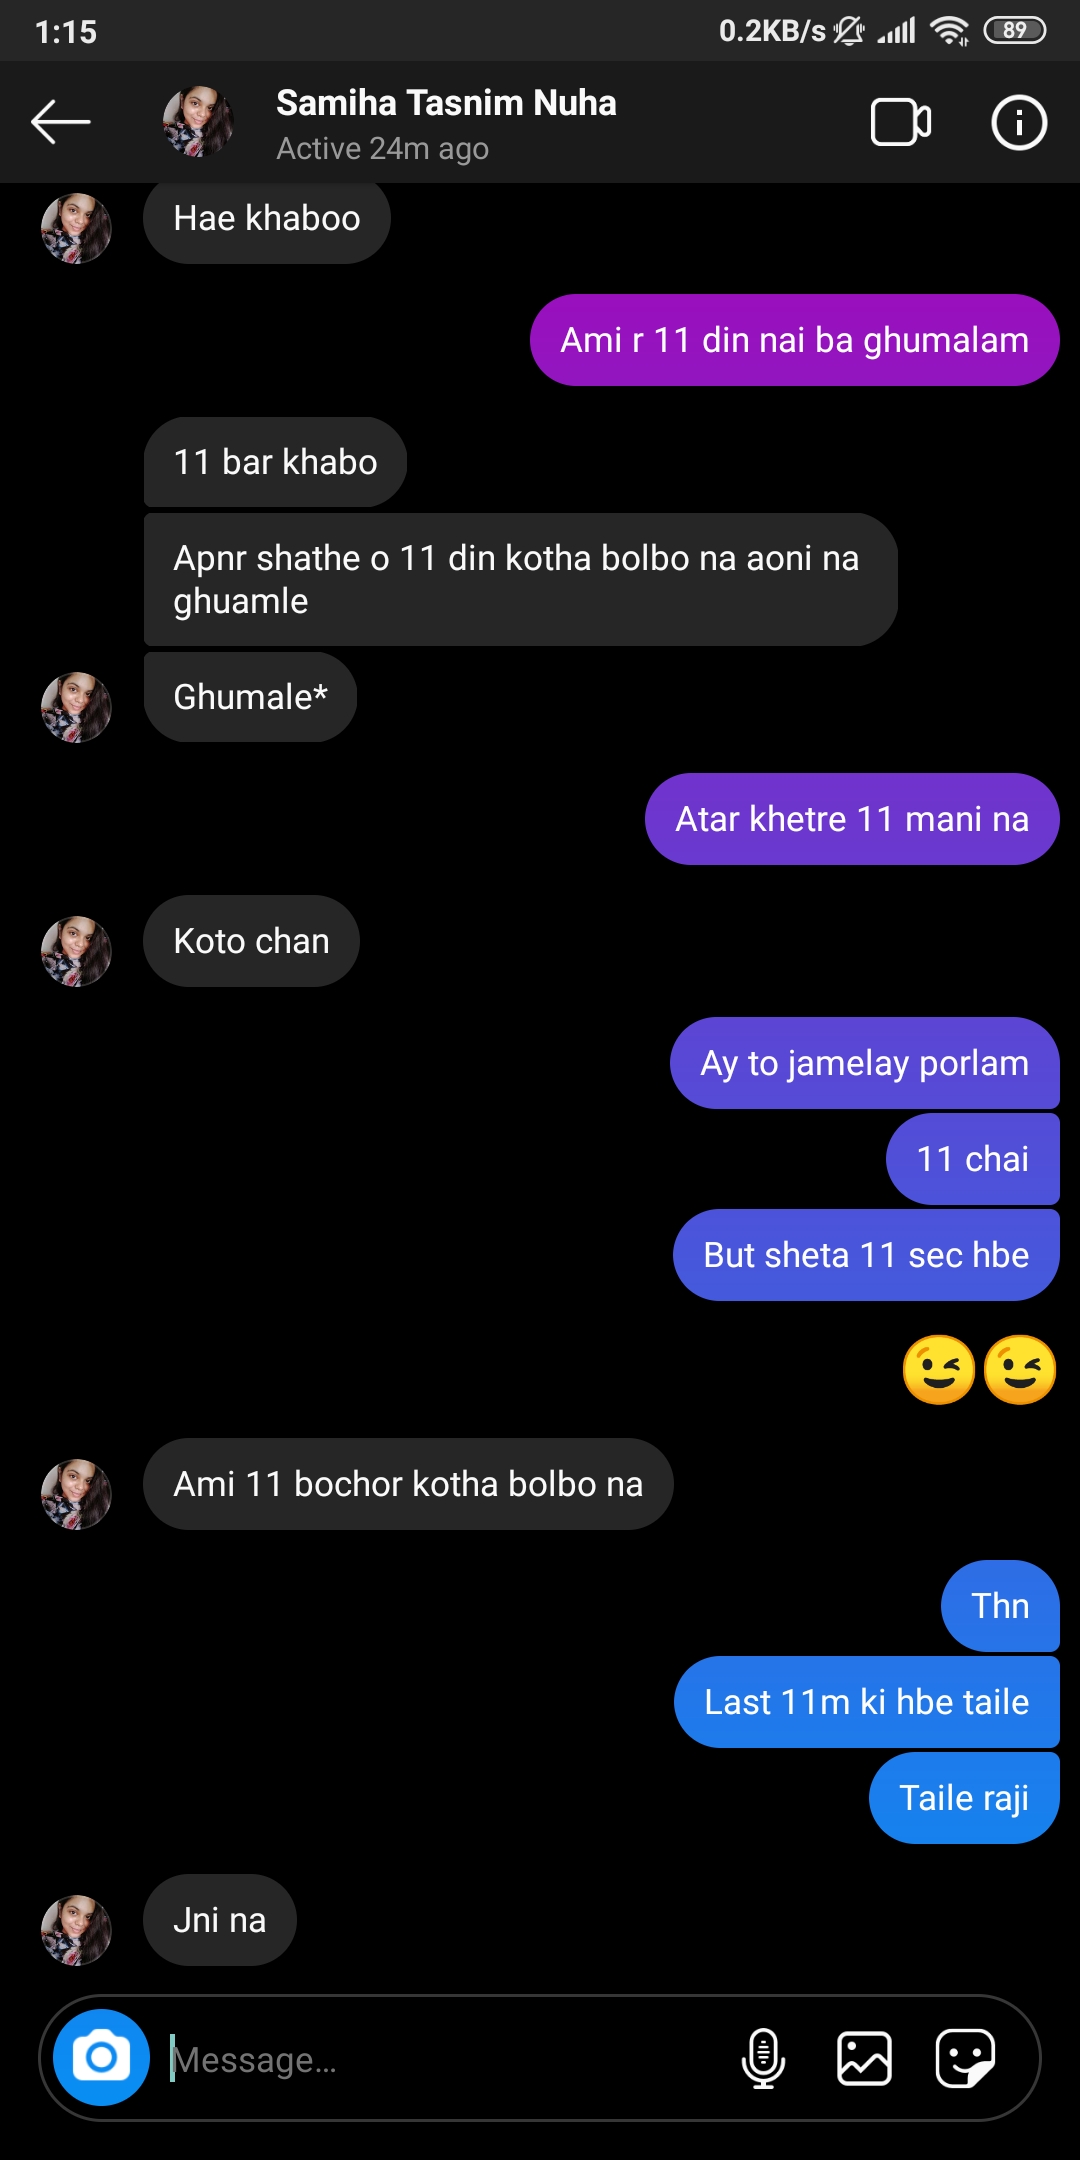 1:15
0.2KB/s
89
Samiha Tasnim Nuha
Active 24m ago
Hae khaboo
Ami r 11 din nai ba ghumalam
11 bar khabo
Apnr shathe o 11 din kotha bolbo na aoni na
ghuamle
Ghumale*
Atar khetre 11 mani na
Koto chan
Ay to jamelay porlam
11 chai
But sheta 11 sec hbe
😉😉
Ami 11 bochor kotha bolbo na
Thn
Last 11m ki hbe taile
Taile raji
Jni na
Message...